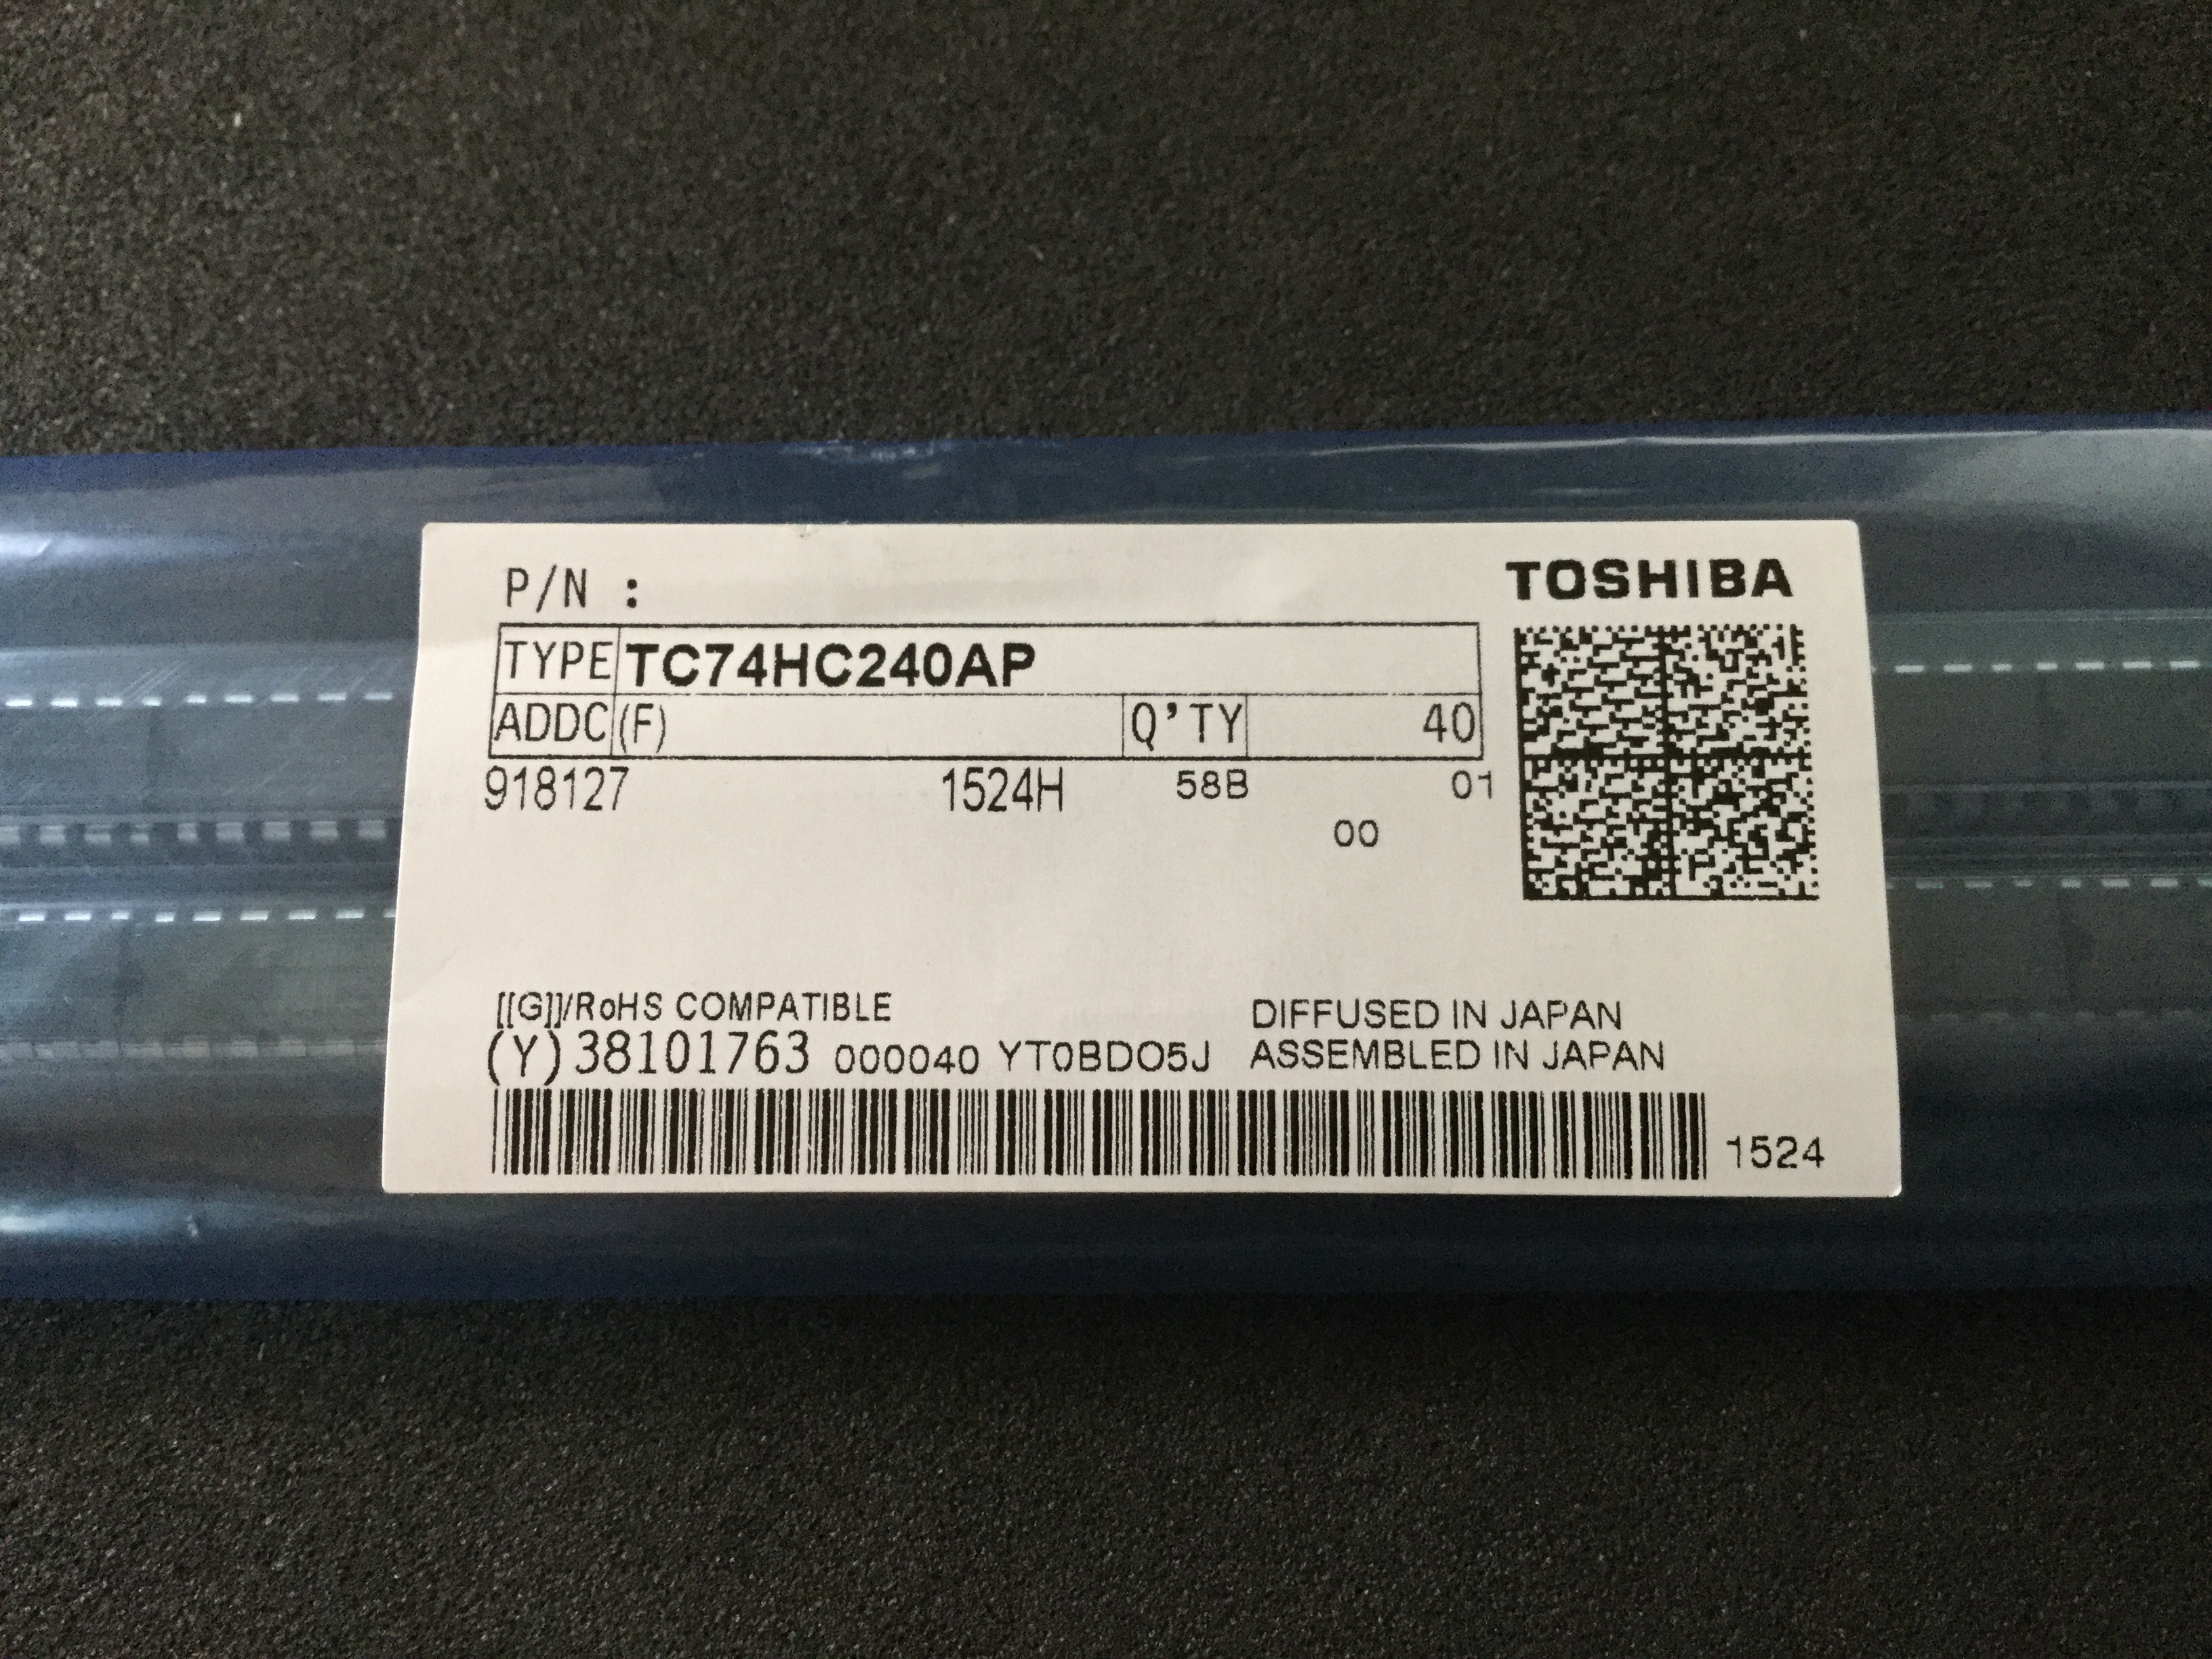 P/N :
TOSHIBA
TYPE TC74HC240AP
ADDC (F) Q'TY 40
918127 1524H 58B 01
00
[[G]]/RoHS COMPATIBLE DIFFUSED IN JAPAN
(Y)38101763 000040 YT0BDO5J ASSEMBLED IN JAPAN
1524